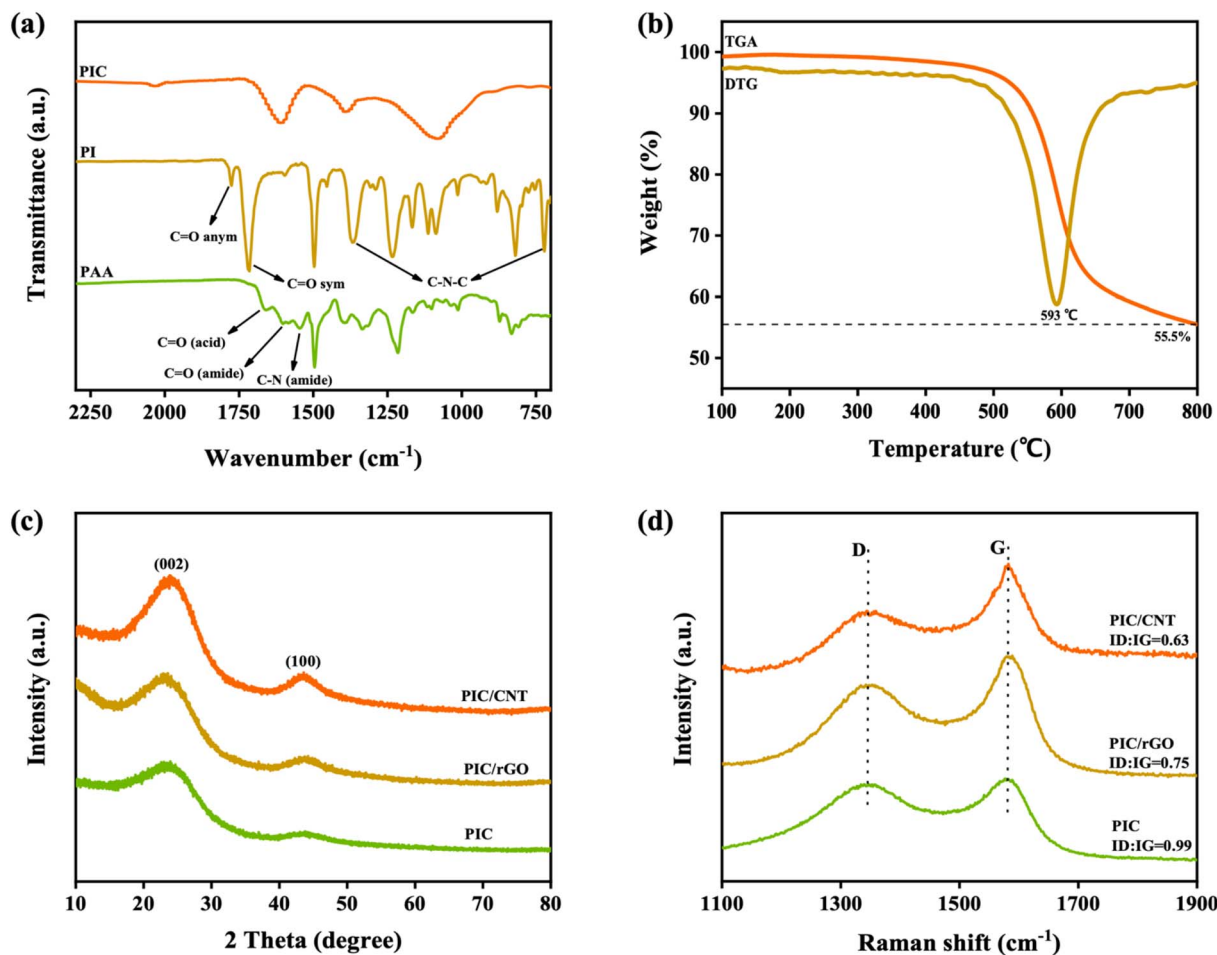 (a)
PIC
PI
C=O anym
C=O sym
C-N-C
PAA
C=O (acid)
C=O (amide)
C-N (amide)
Transmittance (a.u.)
2250 2000 1750 1500 1250 1000 750
Wavenumber (cm-1)
(b)
TGA
DTG
100
90
80
70
60
50
593 ℃
55.5%
Weight (%)
100 200 300 400 500 600 700 800
Temperature (℃)
(c)
(002)
(100)
PIC/CNT
PIC/rGO
PIC
Intensity (a.u.)
10 20 30 40 50 60 70 80
2 Theta (degree)
(d)
D
G
PIC/CNT
ID:IG=0.63
PIC/rGO
ID:IG=0.75
PIC
ID:IG=0.99
Intensity (a.u.)
1100 1300 1500 1700 1900
Raman shift (cm-1)